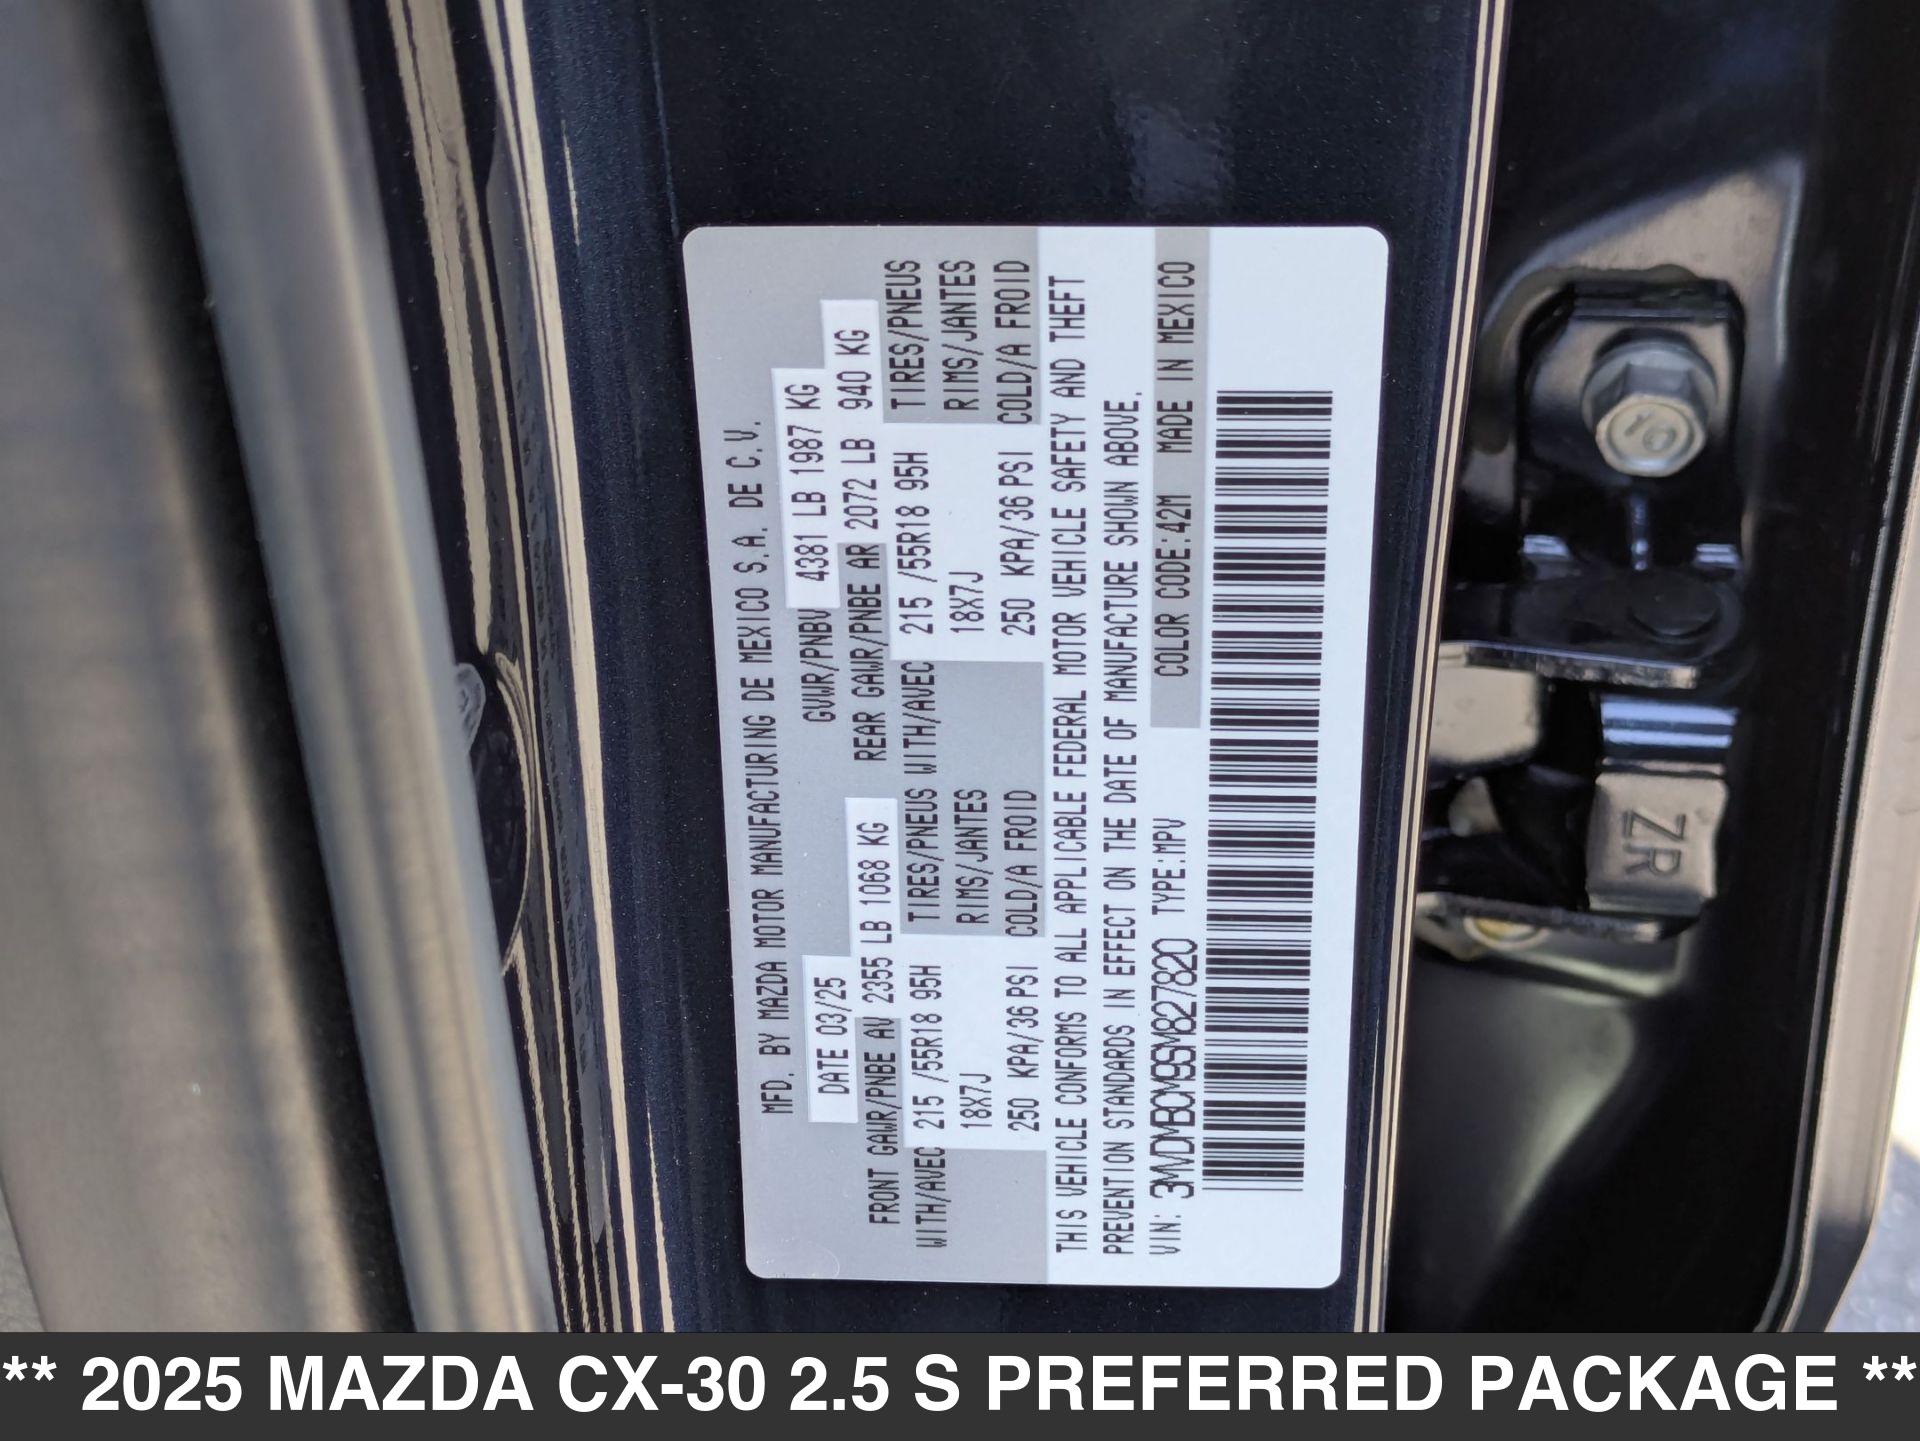 MFD. BY MAZDA MOTOR MANUFACTURING DE MEXICO S.A. DE C.V.
DATE 03/25 GVWR/PNBV 4381 LB 1987 KG
FRONT GAWR/PNBE AV 2355 LB 1068 KG REAR GAWR/PNBE AR 2072 LB 940 KG
WITH/AVEC 215 /55R18 95H TIRES/PNEUS WITH/AVEC 215 /55R18 95H TIRES/PNEUS
18X7J RIMS/JANTES 18X7J RIMS/JANTES
250 KPA/36 PSI COLD/A FROID 250 KPA/36 PSI COLD/A FROID
THIS VEHICLE CONFORMS TO ALL APPLICABLE FEDERAL MOTOR VEHICLE SAFETY AND THEFT
PREVENTION STANDARDS IN EFFECT ON THE DATE OF MANUFACTURE SHOWN ABOVE.
VIN: 3MVDMBCM9SM827820 TYPE:MPV COLOR CODE:42M MADE IN MEXICO
ZR
** 2025 MAZDA CX-30 2.5 S PREFERRED PACKAGE **